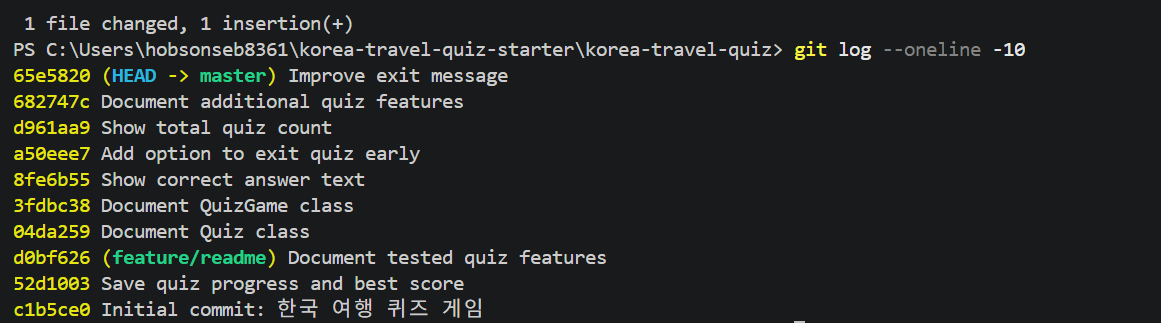 1 file changed, 1 insertion(+)
PS C:\Users\hobsonseb8361\korea-travel-quiz-starter\korea-travel-quiz> git log --oneline -10
65e5820 (HEAD -> master) Improve exit message
682747c Document additional quiz features
d961aa9 Show total quiz count
a50eee7 Add option to exit quiz early
8fe6b55 Show correct answer text
3fdbc38 Document QuizGame class
04da259 Document Quiz class
d0bf626 (feature/readme) Document tested quiz features
52d1003 Save quiz progress and best score
c1b5ce0 Initial commit: 한국 여행 퀴즈 게임